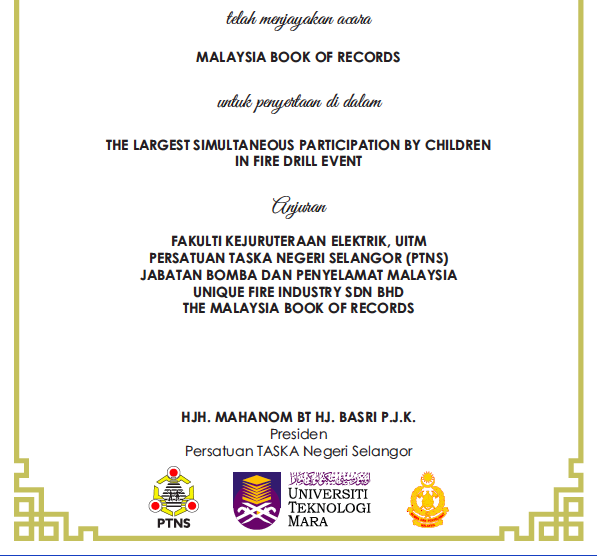 telah menjayakan acara
MALAYSIA BOOK OF RECORDS
untuk penyertaan di dalam
THE LARGEST SIMULTANEOUS PARTICIPATION BY CHILDREN
IN FIRE DRILL EVENT
Anjuran
FAKULTI KEJURUTERAAN ELEKTRIK, UITM
PERSATUAN TASKA NEGERI SELANGOR (PTNS)
JABATAN BOMBA DAN PENYELAMAT MALAYSIA
UNIQUE FIRE INDUSTRY SDN BHD
THE MALAYSIA BOOK OF RECORDS
HJH. MAHANOM BT HJ. BASRI P.J.K.
Presiden
Persatuan TASKA Negeri Selangor
PTNS
UNIVERSITI
TEKNOLOGI
MARA